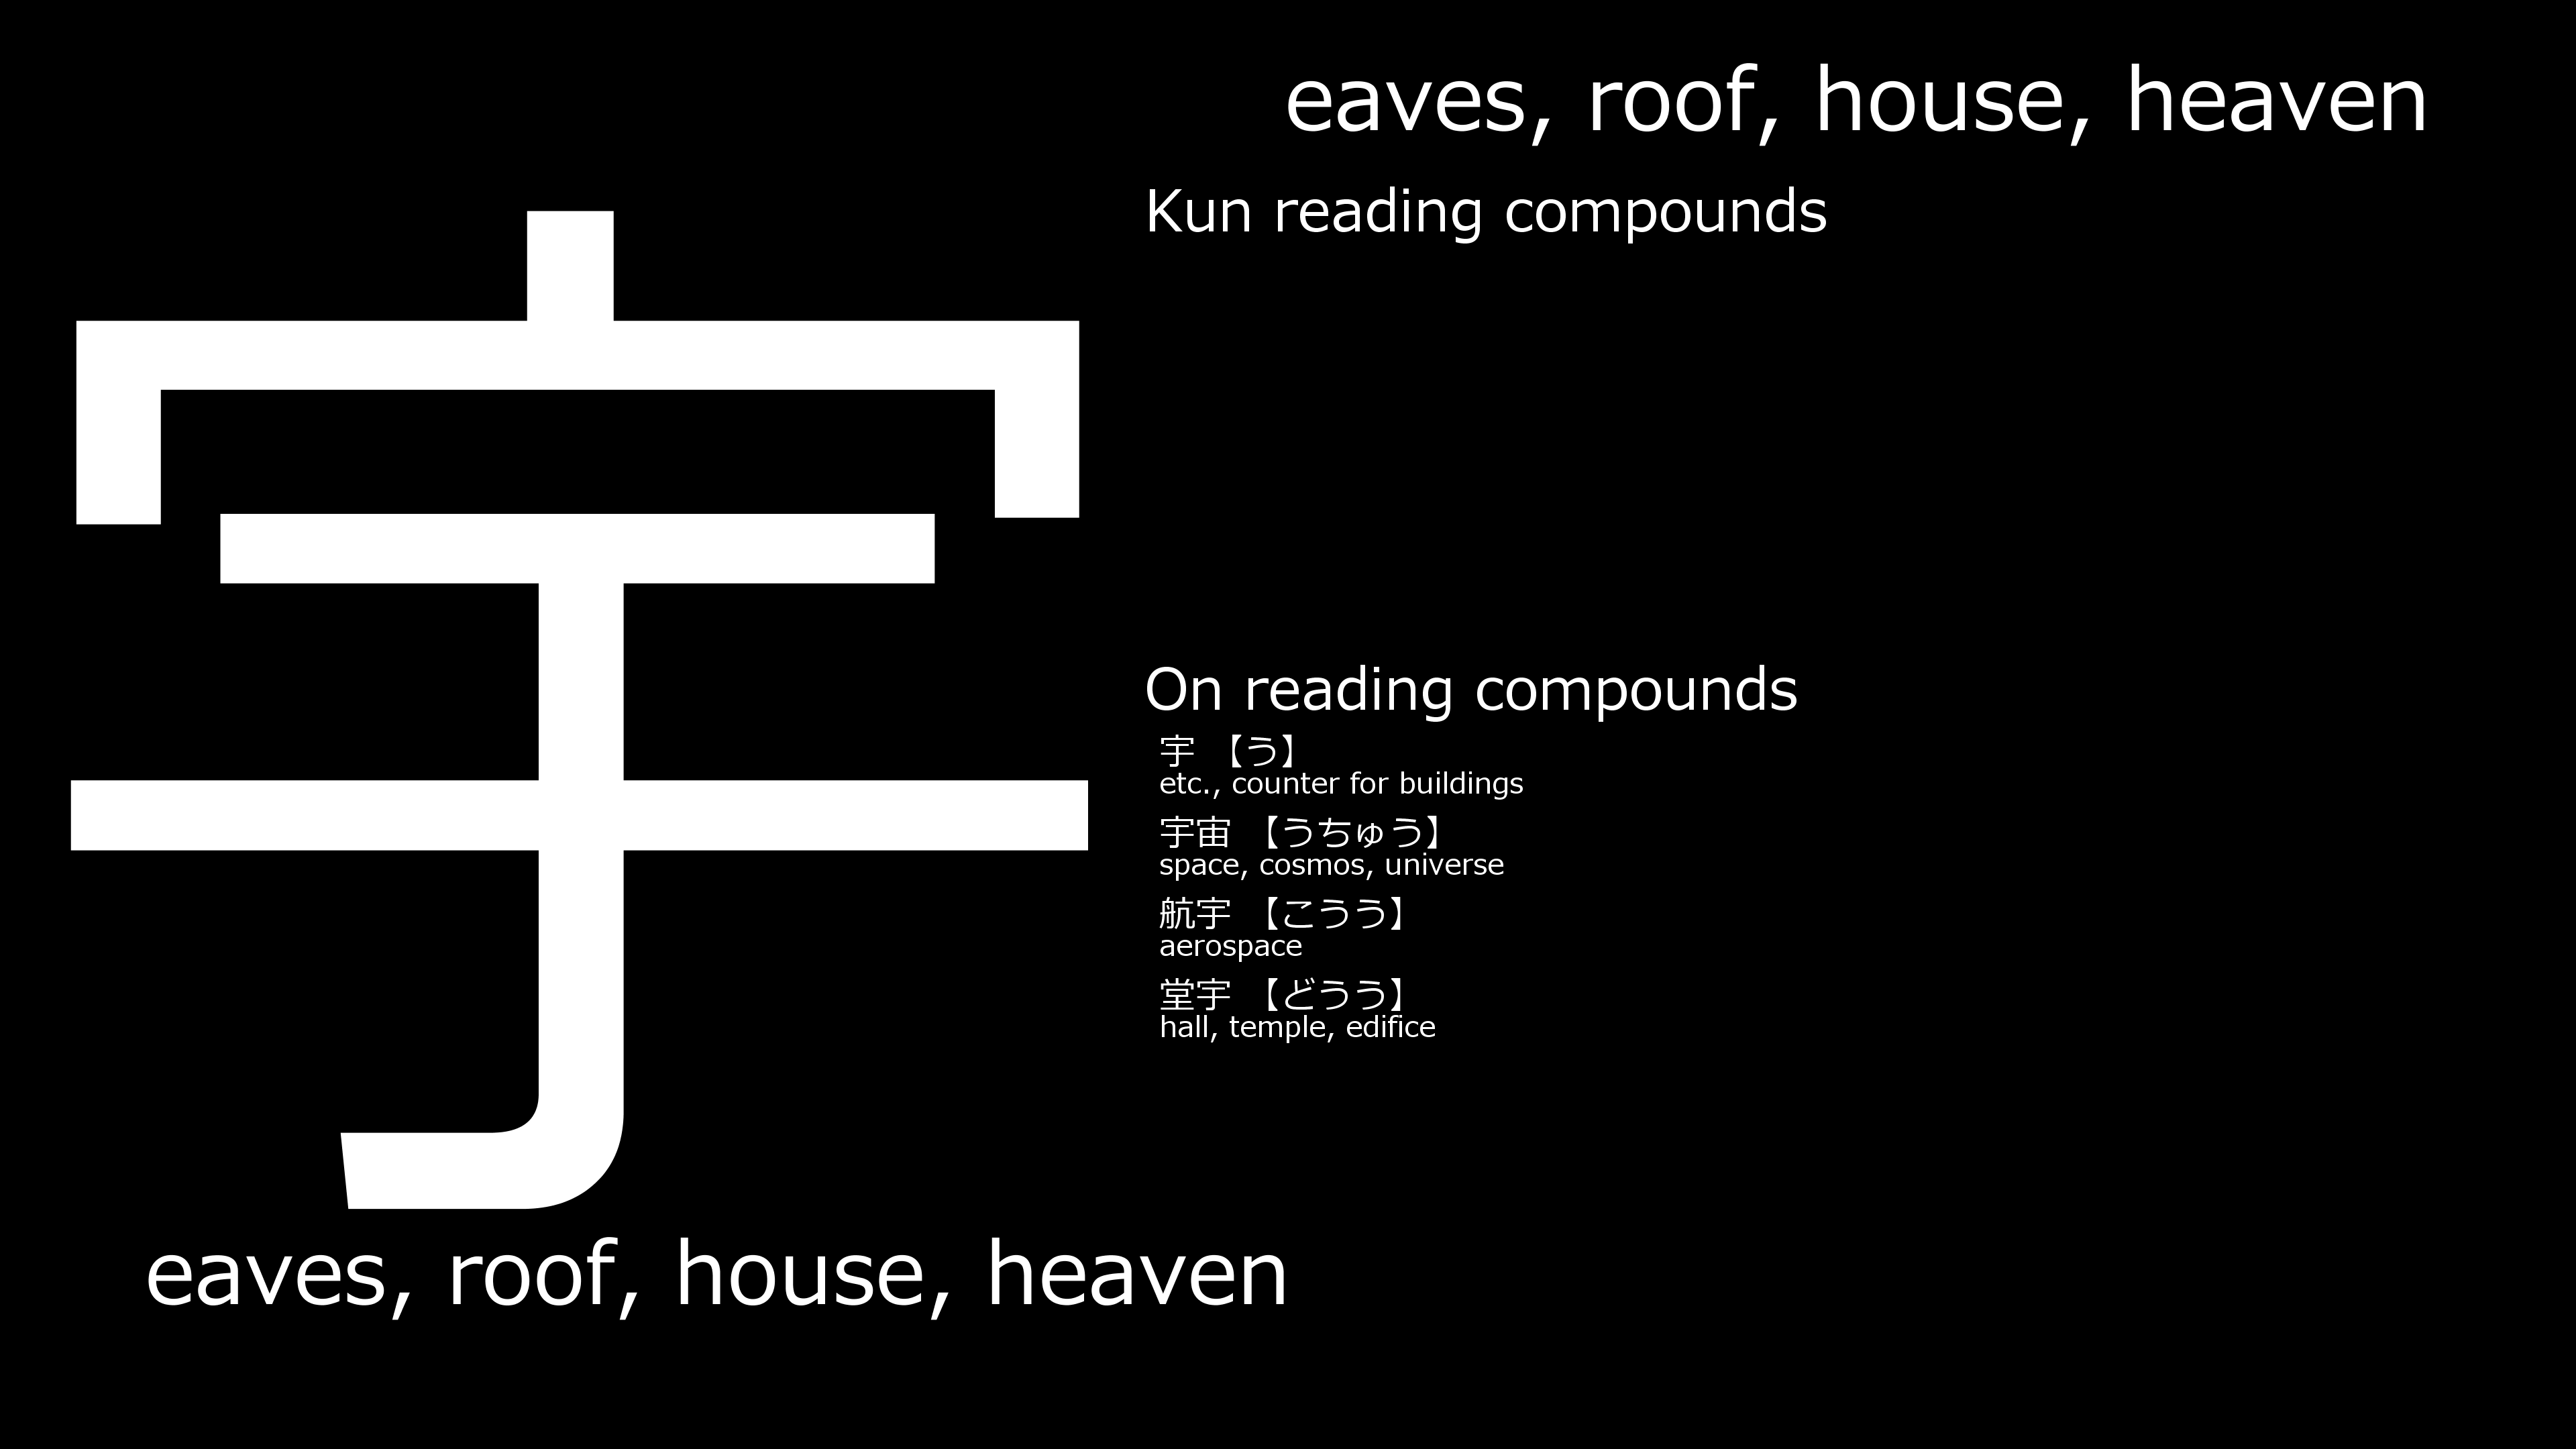 宇
eaves, roof, house, heaven
eaves, roof, house, heaven
Kun reading compounds
On reading compounds
宇 【う】
etc., counter for buildings
宇宙 【うちゅう】
space, cosmos, universe
航宇 【こうう】
aerospace
堂宇 【どうう】
hall, temple, edifice